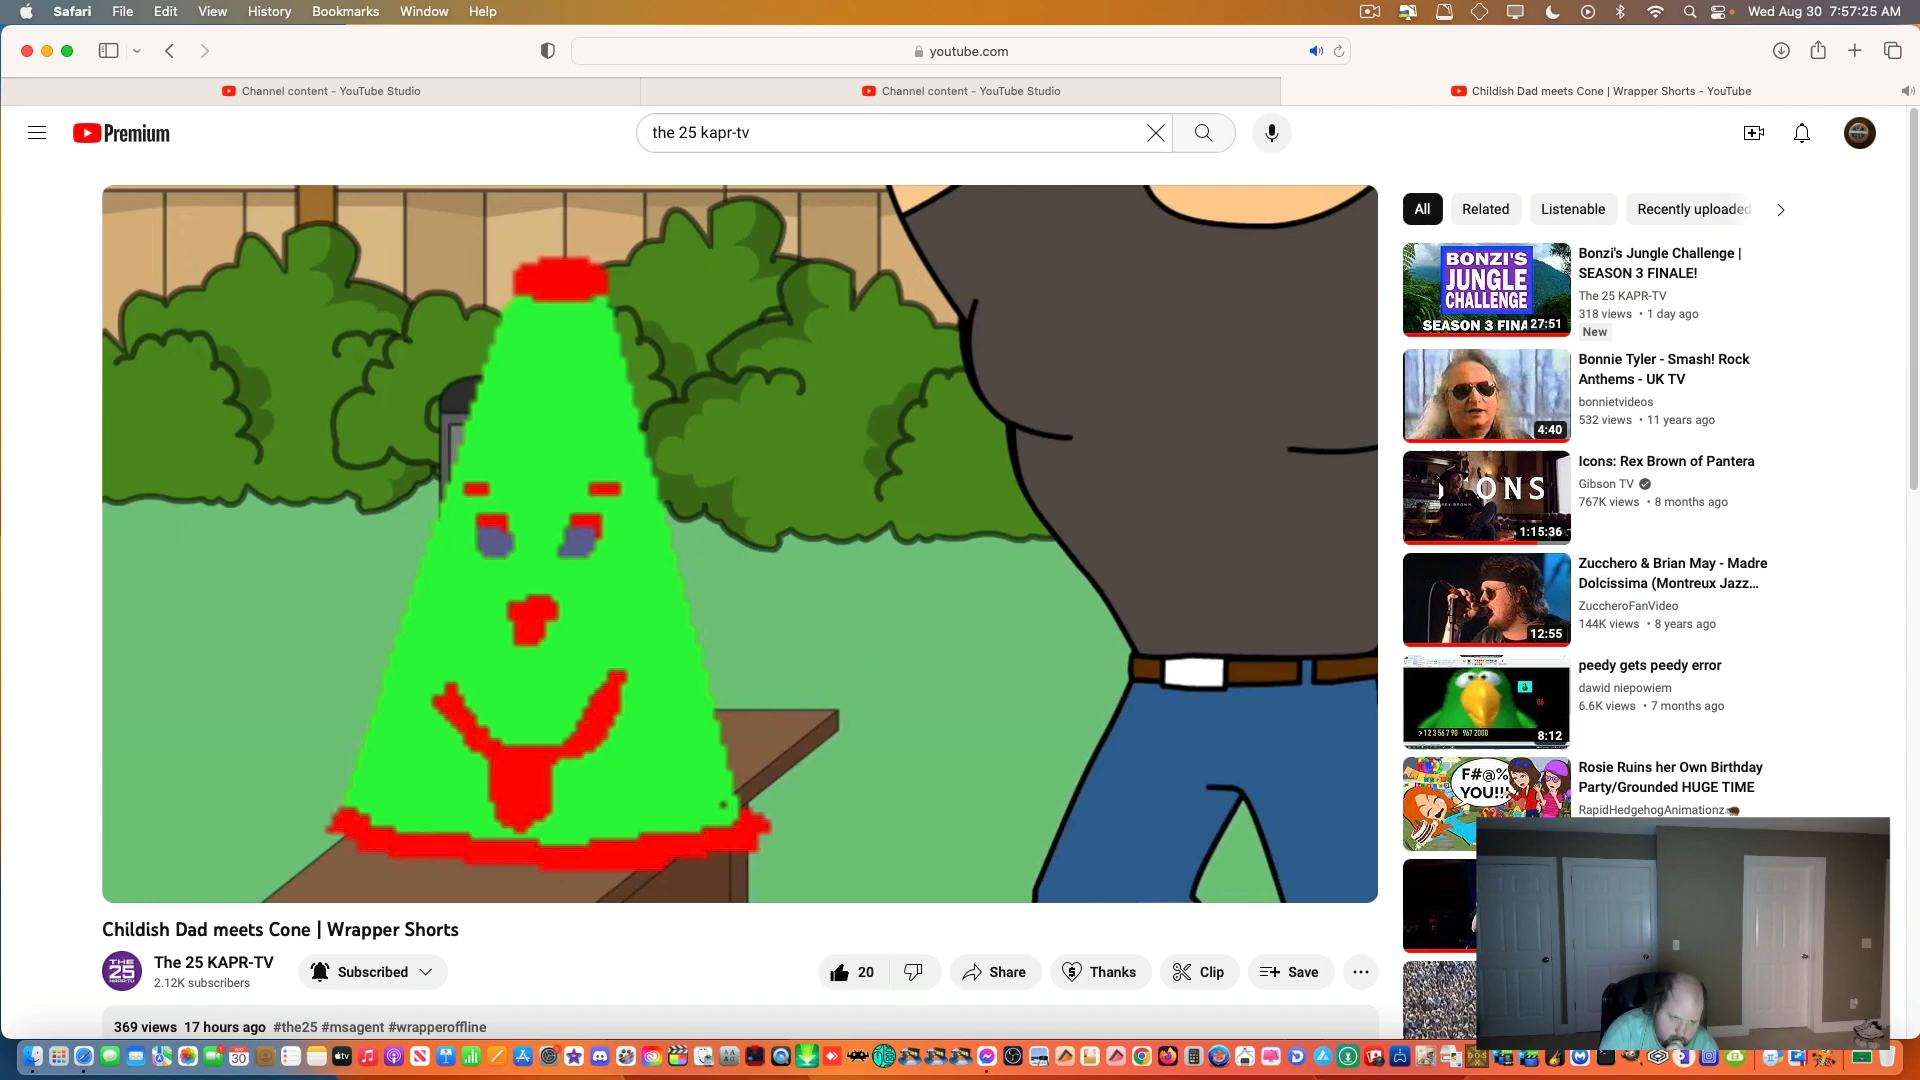 Safari File Edit View History Bookmarks Window Help Wed Aug 30 7:57:25 AM
youtube.com
Channel content - YouTube Studio
Channel content - YouTube Studio
Childish Dad meets Cone | Wrapper Shorts - YouTube
Premium
the 25 kapr-tv
All Related Listenable Recently uploaded
BONZI'S
JUNGLE
CHALLENGE
SEASON 3 FINA
27:51
Bonzi's Jungle Challenge |
SEASON 3 FINALE!
The 25 KAPR-TV
318 views • 1 day ago
New
4:40
Bonnie Tyler - Smash! Rock
Anthems - UK TV
bonnietvideos
532 views • 11 years ago
ONS
1:15:36
Icons: Rex Brown of Pantera
Gibson TV
767K views • 8 months ago
12:55
Zucchero & Brian May - Madre
Dolcissima (Montreux Jazz...
ZuccheroFanVideo
144K views • 8 years ago
8:12
peedy gets peedy error
dawid niepowiem
6.6K views • 7 months ago
F#@%
YOU!!!
Rosie Ruins her Own Birthday
Party/Grounded HUGE TIME
RapidHedgehogAnimationz
Childish Dad meets Cone | Wrapper Shorts
THE
25
The 25 KAPR-TV
2.12K subscribers
Subscribed
20
Share
Thanks
Clip
Save
369 views 17 hours ago #the25 #msagent #wrapperoffline